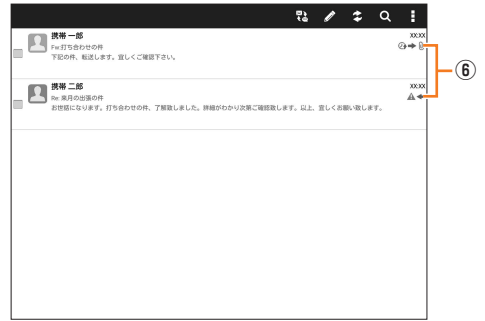 携帯 一郎
XX:XX
Fw:打ち合わせの件
下記の件、転送します。宜しくご確認下さい。
⑥
携帯 二郎
XX:XX
Re: 来月の出張の件
お世話になります。打ち合わせの件、了解致しました。詳細がわかり次第ご確認致します。以上、宜しくお願い致します。